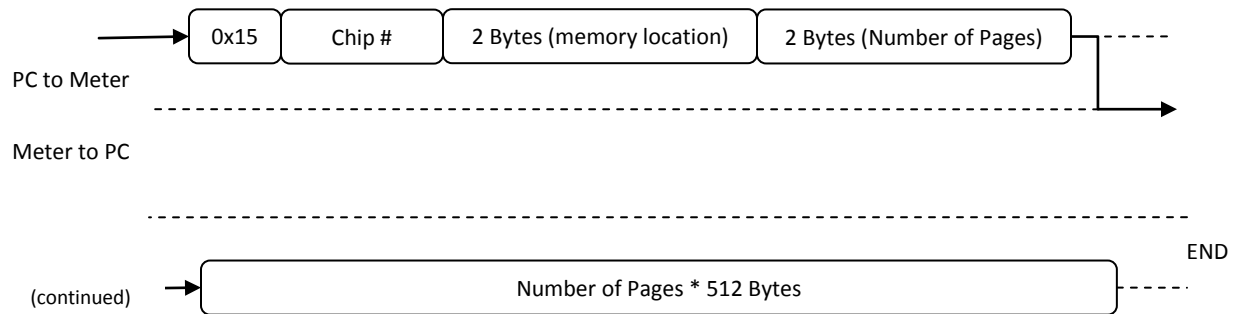 0x15 Chip # 2 Bytes (memory location) 2 Bytes (Number of Pages)
PC to Meter
Meter to PC
END
(continued) Number of Pages * 512 Bytes